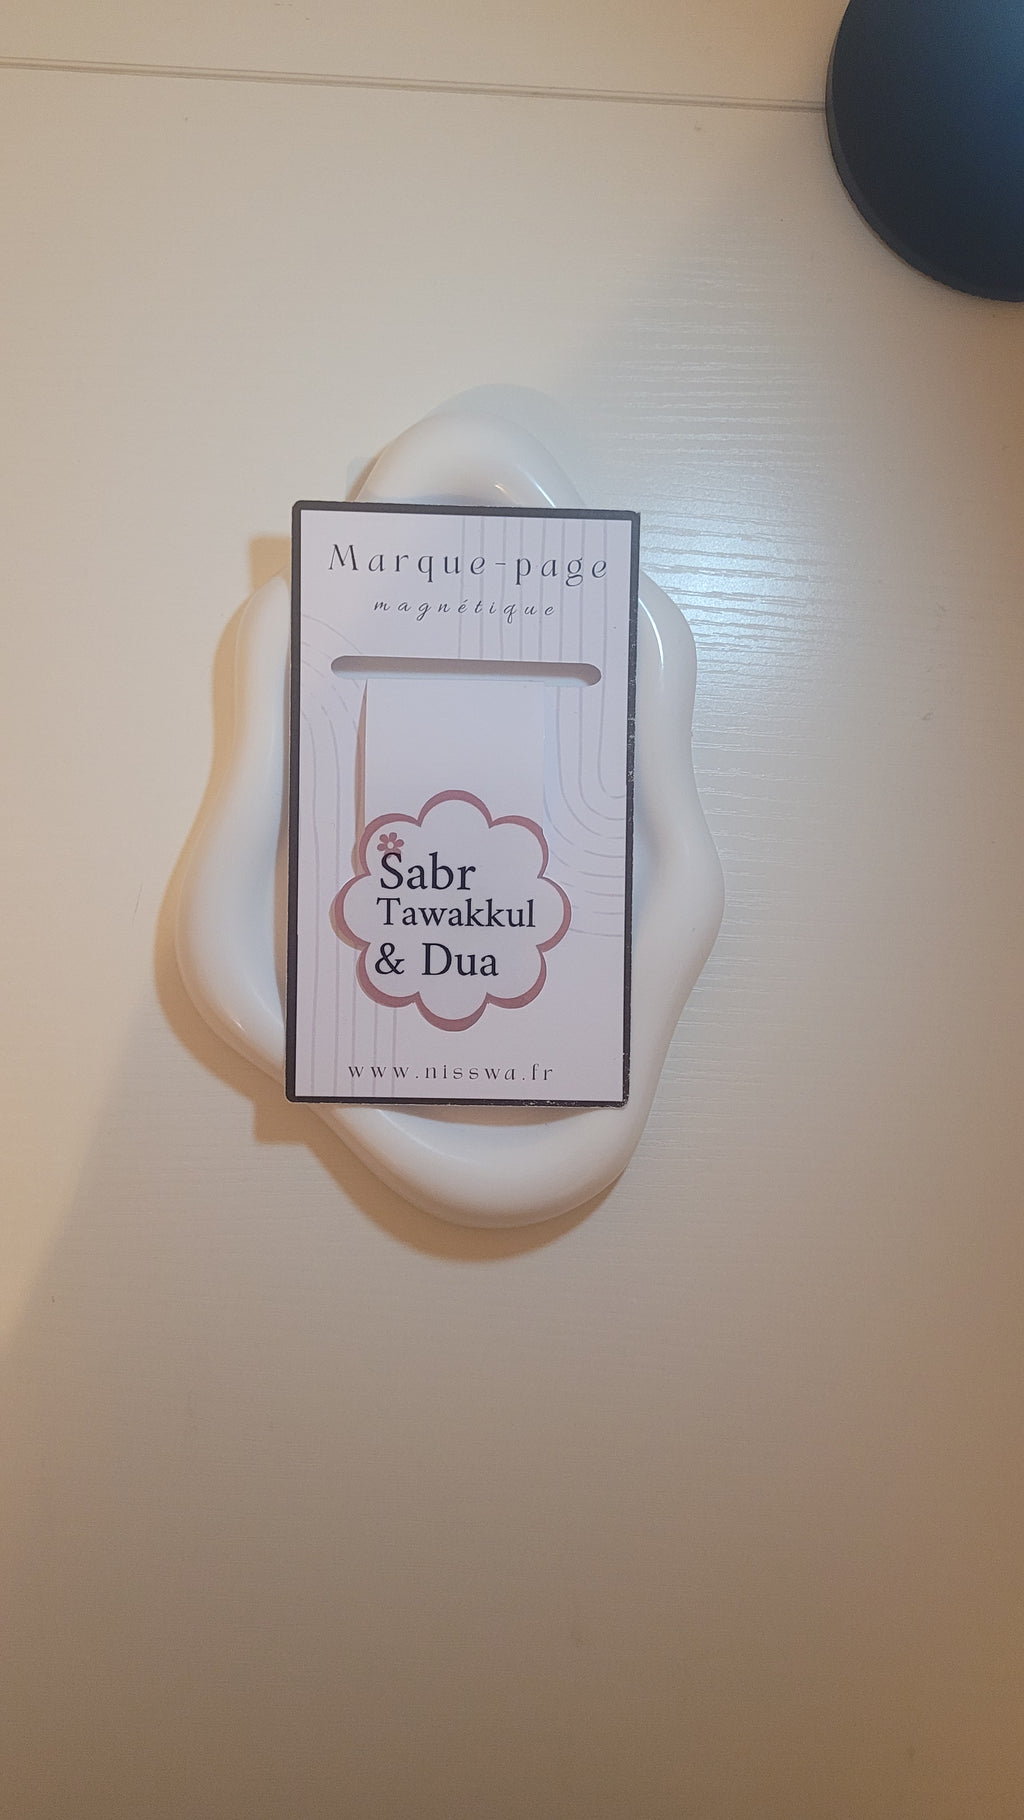 Marque-page
magnétique
Sabr
Tawakkul
& Dua
www.nisswa.fr